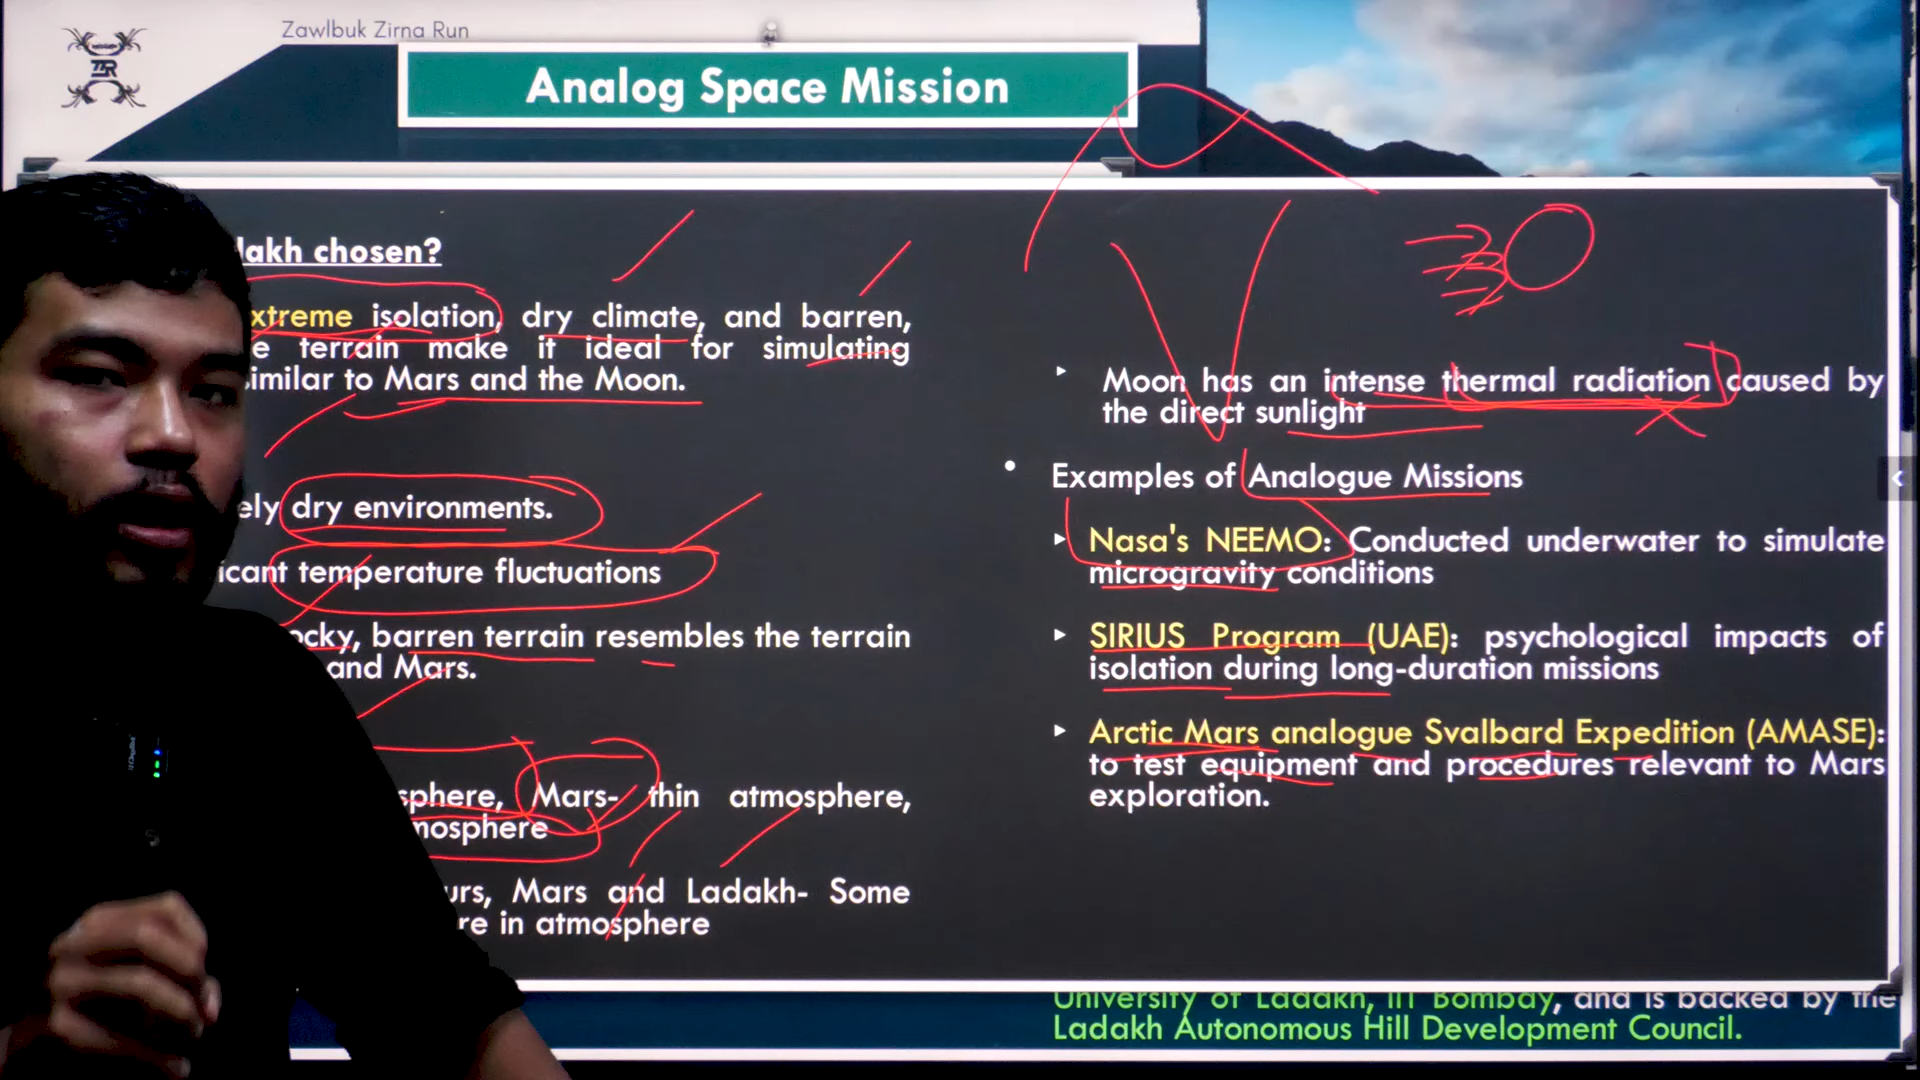 Zawlbuk Zirna Run
ZR
Analog Space Mission
lakh chosen?
xtreme isolation, dry climate, and barren,
e terrain make it ideal for simulating
imilar to Mars and the Moon.
ely dry environments.
icant temperature fluctuations
ocky, barren terrain resembles the terrain
and Mars.
sphere, Mars- thin atmosphere,
mosphere
urs, Mars and Ladakh- Some
re in atmosphere
Moon has an intense thermal radiation caused by
the direct sunlight
Examples of Analogue Missions
Nasa's NEEMO: Conducted underwater to simulate
microgravity conditions
SIRIUS Program (UAE): psychological impacts of
isolation during long-duration missions
Arctic Mars analogue Svalbard Expedition (AMASE):
to test equipment and procedures relevant to Mars
exploration.
University of Ladakh, IIT Bombay, and is backed by the
Ladakh Autonomous Hill Development Council.